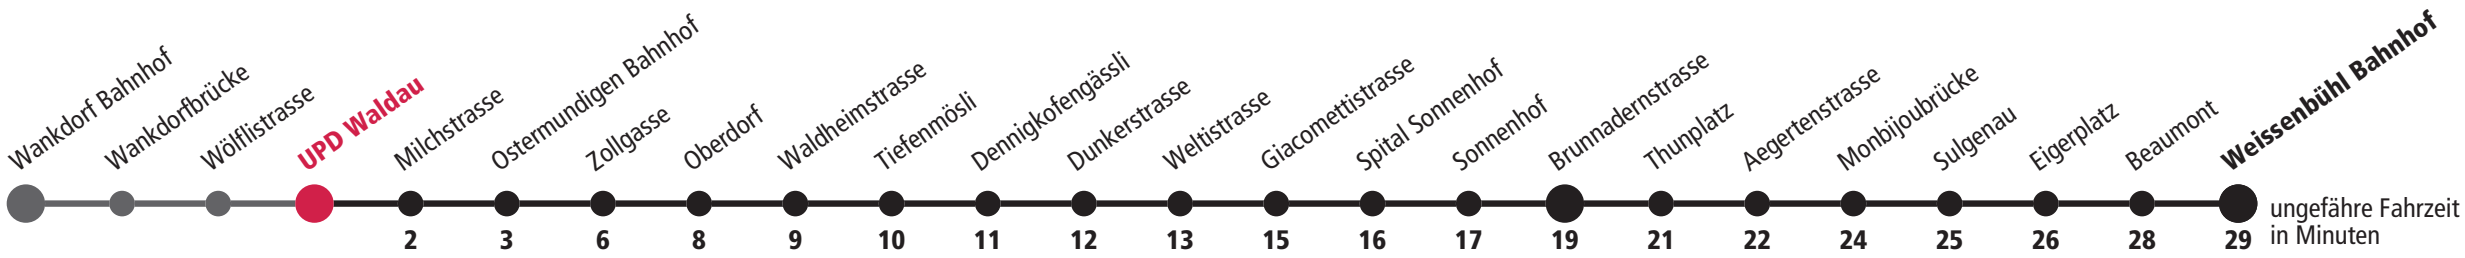 Wankdorf Bahnhof
Wankdorfbrücke
Wölflistrasse
UPD Waldau
Milchstrasse
Ostermundigen Bahnhof
Zollgasse
Oberdorf
Waldheimstrasse
Tiefenmösli
Dennigkofengässli
Dunkerstrasse
Weltistrasse
Giacomettistrasse
Spital Sonnenhof
Sonnenhof
Brunnadernstrasse
Thunplatz
Aegertenstrasse
Monbijoubrücke
Sulgenau
Eigerplatz
Beaumont
Weissenbühl Bahnhof
2 3 6 8 9 10 11 12 13 15 16 17 19 21 22 24 25 26 28 29
ungefähre Fahrzeit
in Minuten